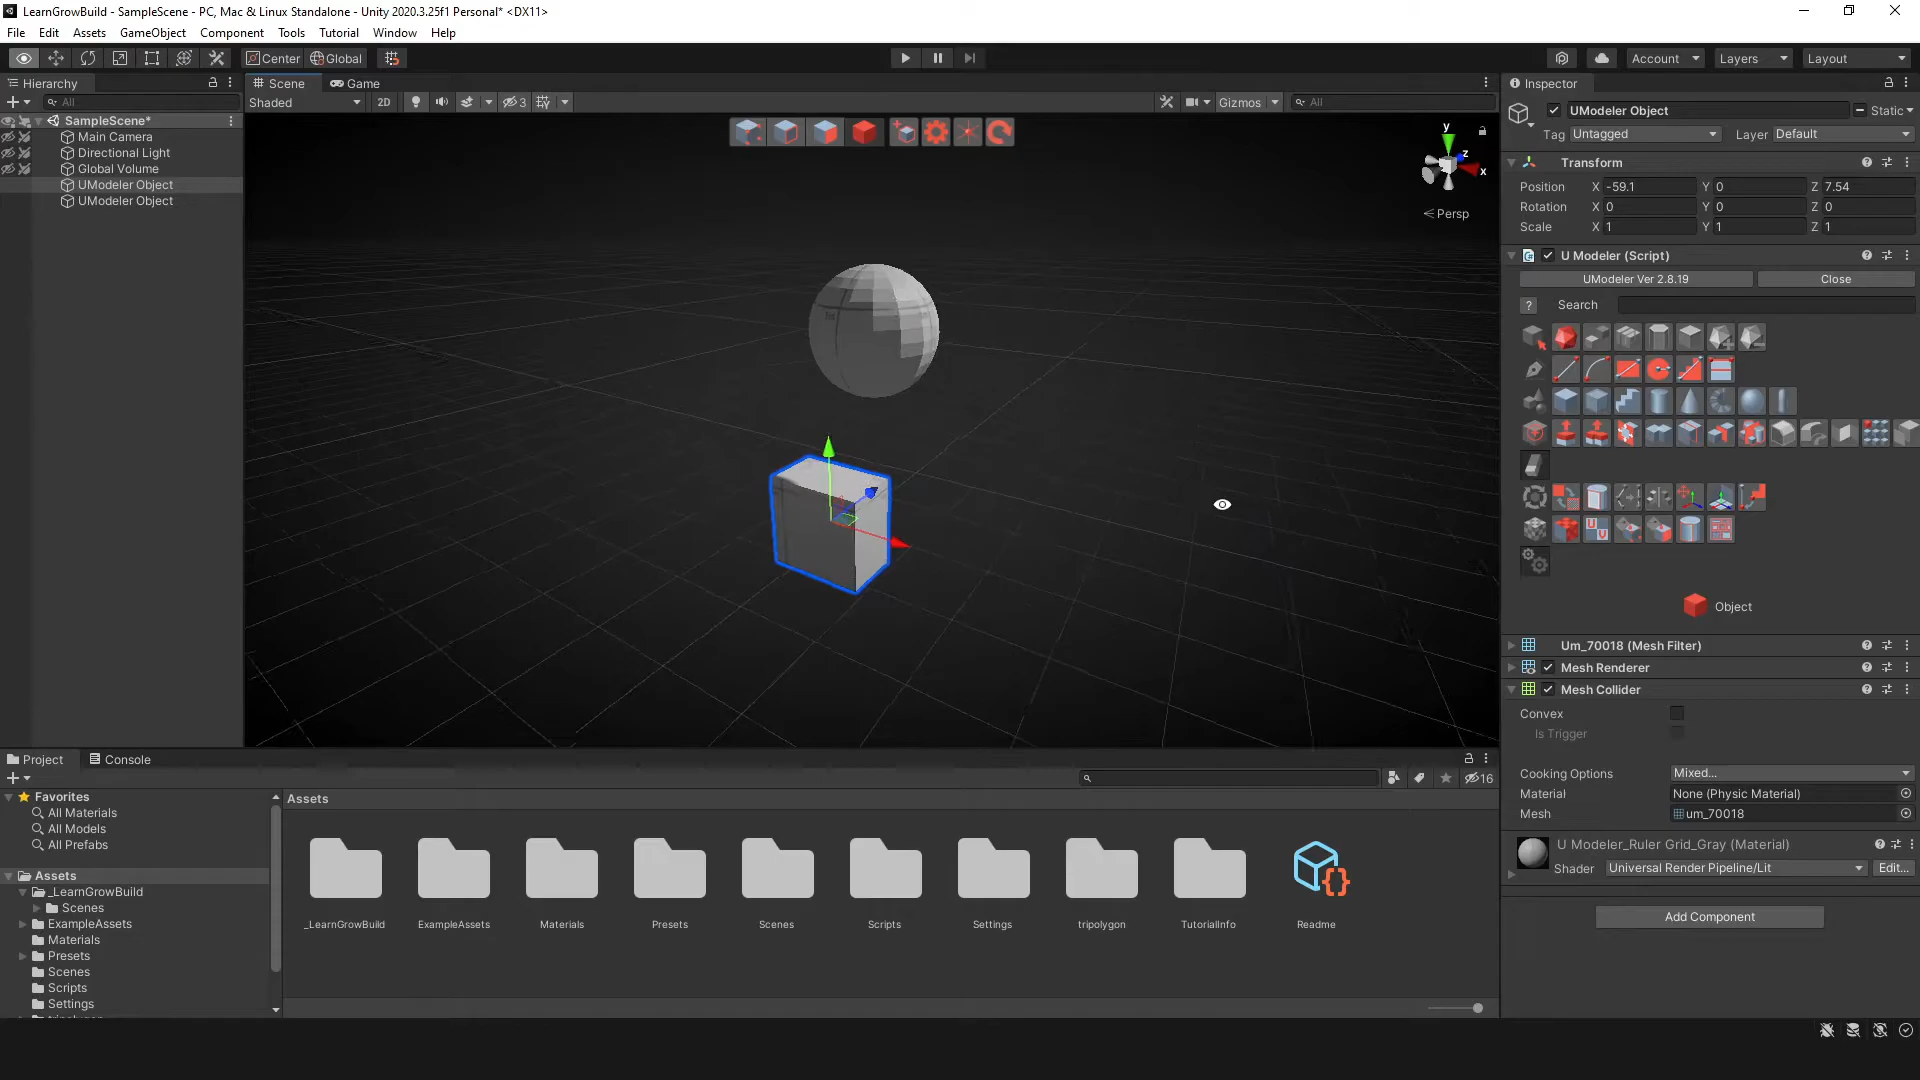 LearnGrowBuild - SampleScene - PC, Mac & Linux Standalone - Unity 2020.3.25f1 Personal* <DX11>
File Edit Assets GameObject Component Tools Tutorial Window Help
Center Global Account Layers Layout
Hierarchy
All
SampleScene*
Main Camera
Directional Light
Global Volume
UModeler Object
UModeler Object
Scene Game
Shaded 2D 3 Gizmos All
y
z
x
Persp
Inspector
UModeler Object Static
Tag Untagged Layer Default
Transform
Position X -59.1 Y 0 Z 7.54
Rotation X 0 Y 0 Z 0
Scale X 1 Y 1 Z 1
U Modeler (Script)
UModeler Ver 2.8.19 Close
? Search
Object
Um_70018 (Mesh Filter)
Mesh Renderer
Mesh Collider
Convex
Is Trigger
Cooking Options Mixed...
Material None (Physic Material)
Mesh um_70018
U Modeler_Ruler Grid_Gray (Material)
Shader Universal Render Pipeline/Lit Edit...
Add Component
Project Console
16
Favorites
All Materials
All Models
All Prefabs
Assets
_LearnGrowBuild
Scenes
ExampleAssets
Materials
Presets
Scenes
Scripts
Settings
Assets
_LearnGrowBuild ExampleAssets Materials Presets Scenes Scripts Settings tripolygon TutorialInfo Readme